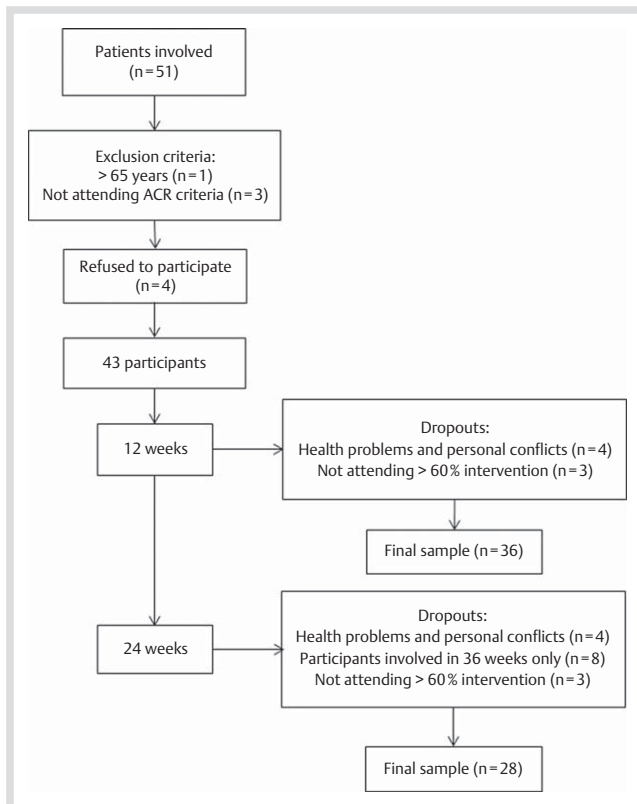 Patients involved
(n=51)
Exclusion criteria:
> 65 years (n=1)
Not attending ACR criteria (n=3)
Refused to participate
(n=4)
43 participants
12 weeks
Dropouts:
Health problems and personal conflicts (n=4)
Not attending > 60% intervention (n=3)
Final sample (n=36)
24 weeks
Dropouts:
Health problems and personal conflicts (n=4)
Participants involved in 36 weeks only (n=8)
Not attending > 60% intervention (n=3)
Final sample (n=28)